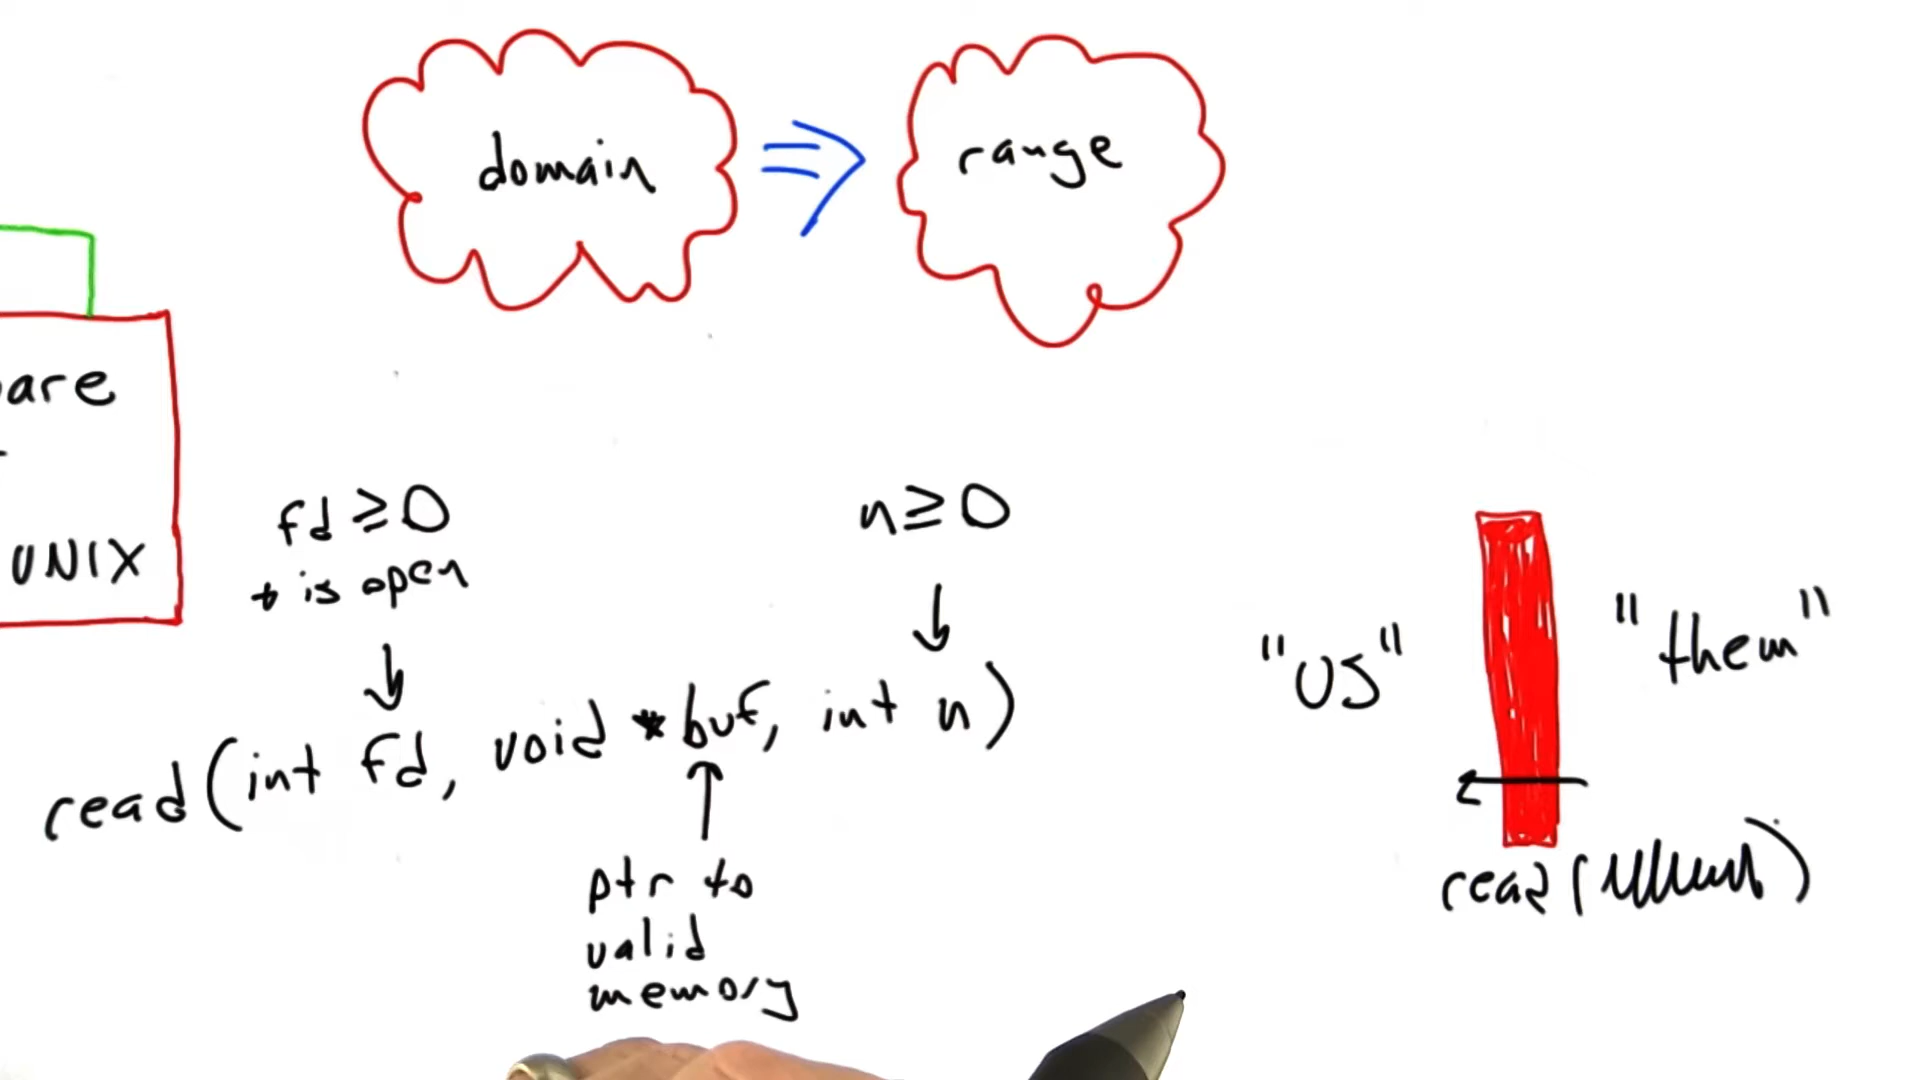 domain
range
are
UNIX
fd ≥ 0
+ is open
n ≥ 0
read(int fd, void *buf, int n)
ptr to
valid
memory
"US"
"them"
read(